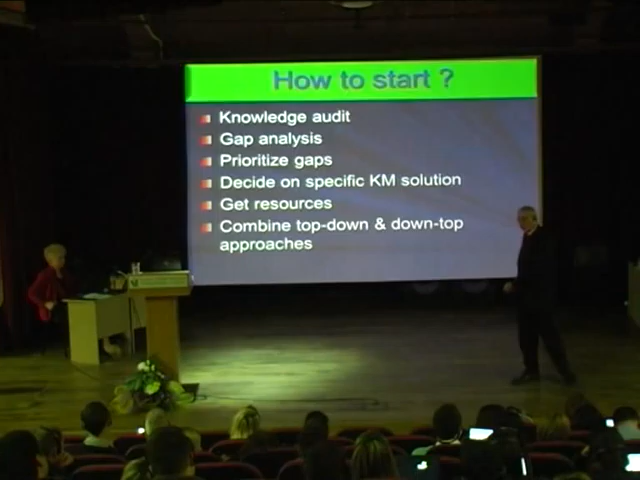 How to start ?
Knowledge audit
Gap analysis
Prioritize gaps
Decide on specific KM solution
Get resources
Combine top-down & down-top
approaches